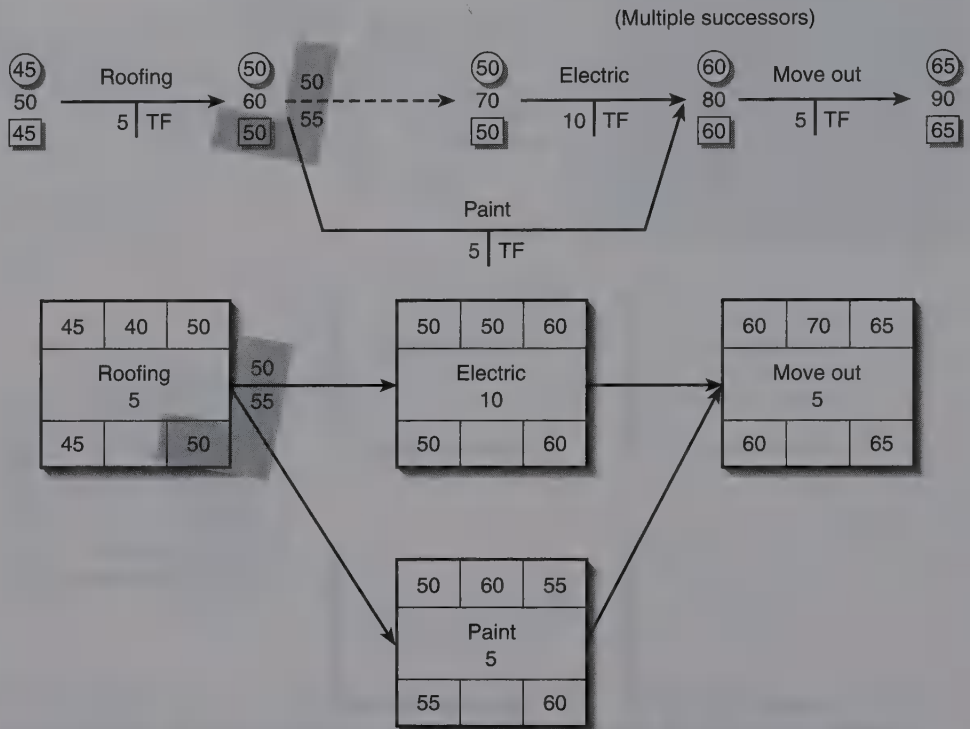 (Multiple successors)
45 Roofing 50 50 50 Electric 60 Move out 65
50 60 70 80 90
45 5 TF 50 55 50 10 TF 60 5 TF 65
Paint
5 TF
45 40 50
50 50 60
60 70 65
Roofing
5
50
55
Electric
10
Move out
5
45 50
50 60
60 65
50 60 55
Paint
5
55 60